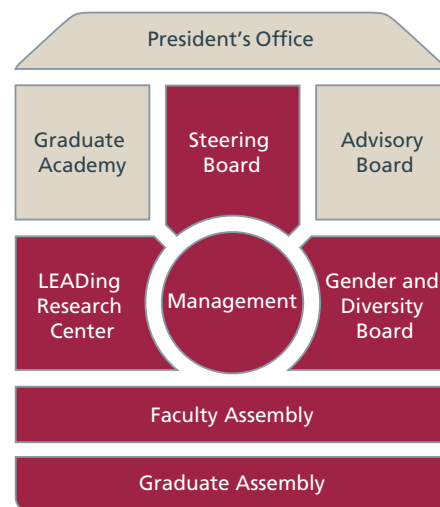 President’s Office
Graduate
Academy
Steering
Board
Advisory
Board
LEADing
Research
Center
Management
Gender and
Diversity
Board
Faculty Assembly
Graduate Assembly